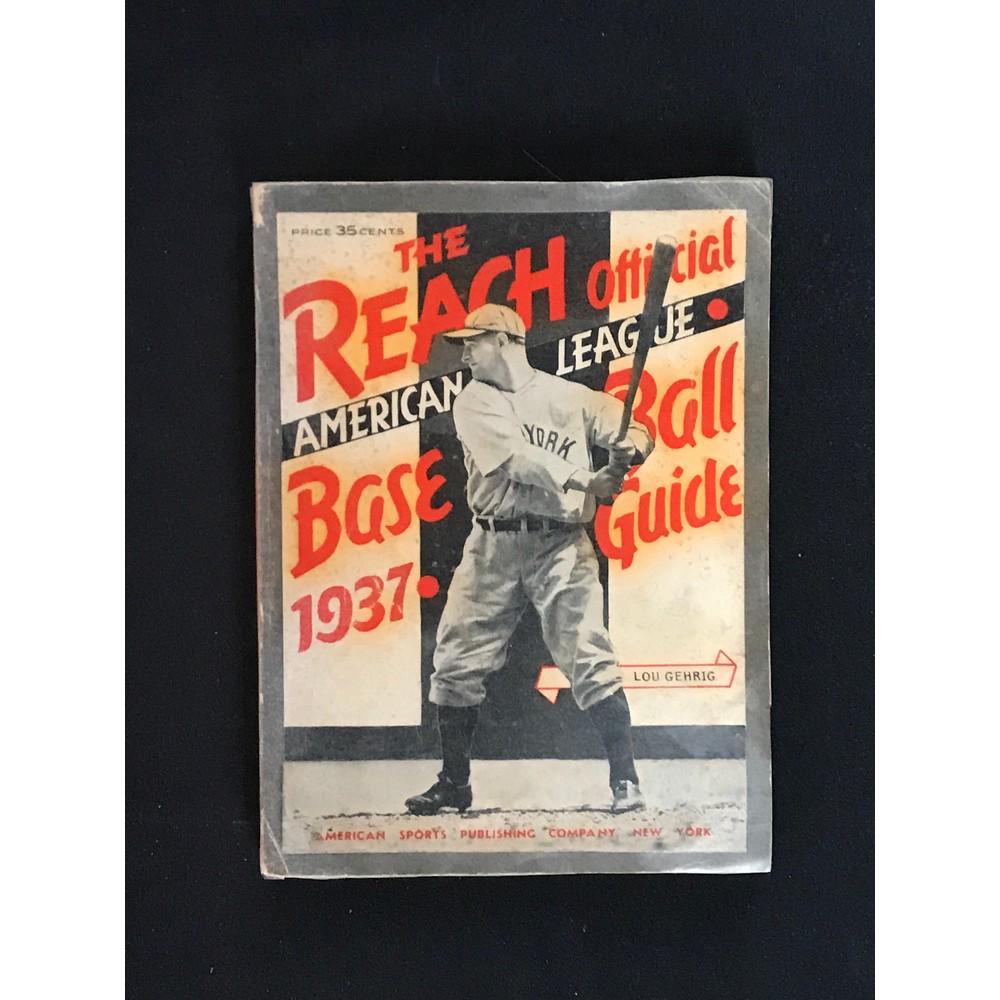 PRICE 35 CENTS
THE
REACH Official
AMERICAN LEAGUE
Base Ball
Guide
1937
YORK
LOU GEHRIG
AMERICAN SPORTS PUBLISHING COMPANY NEW YORK